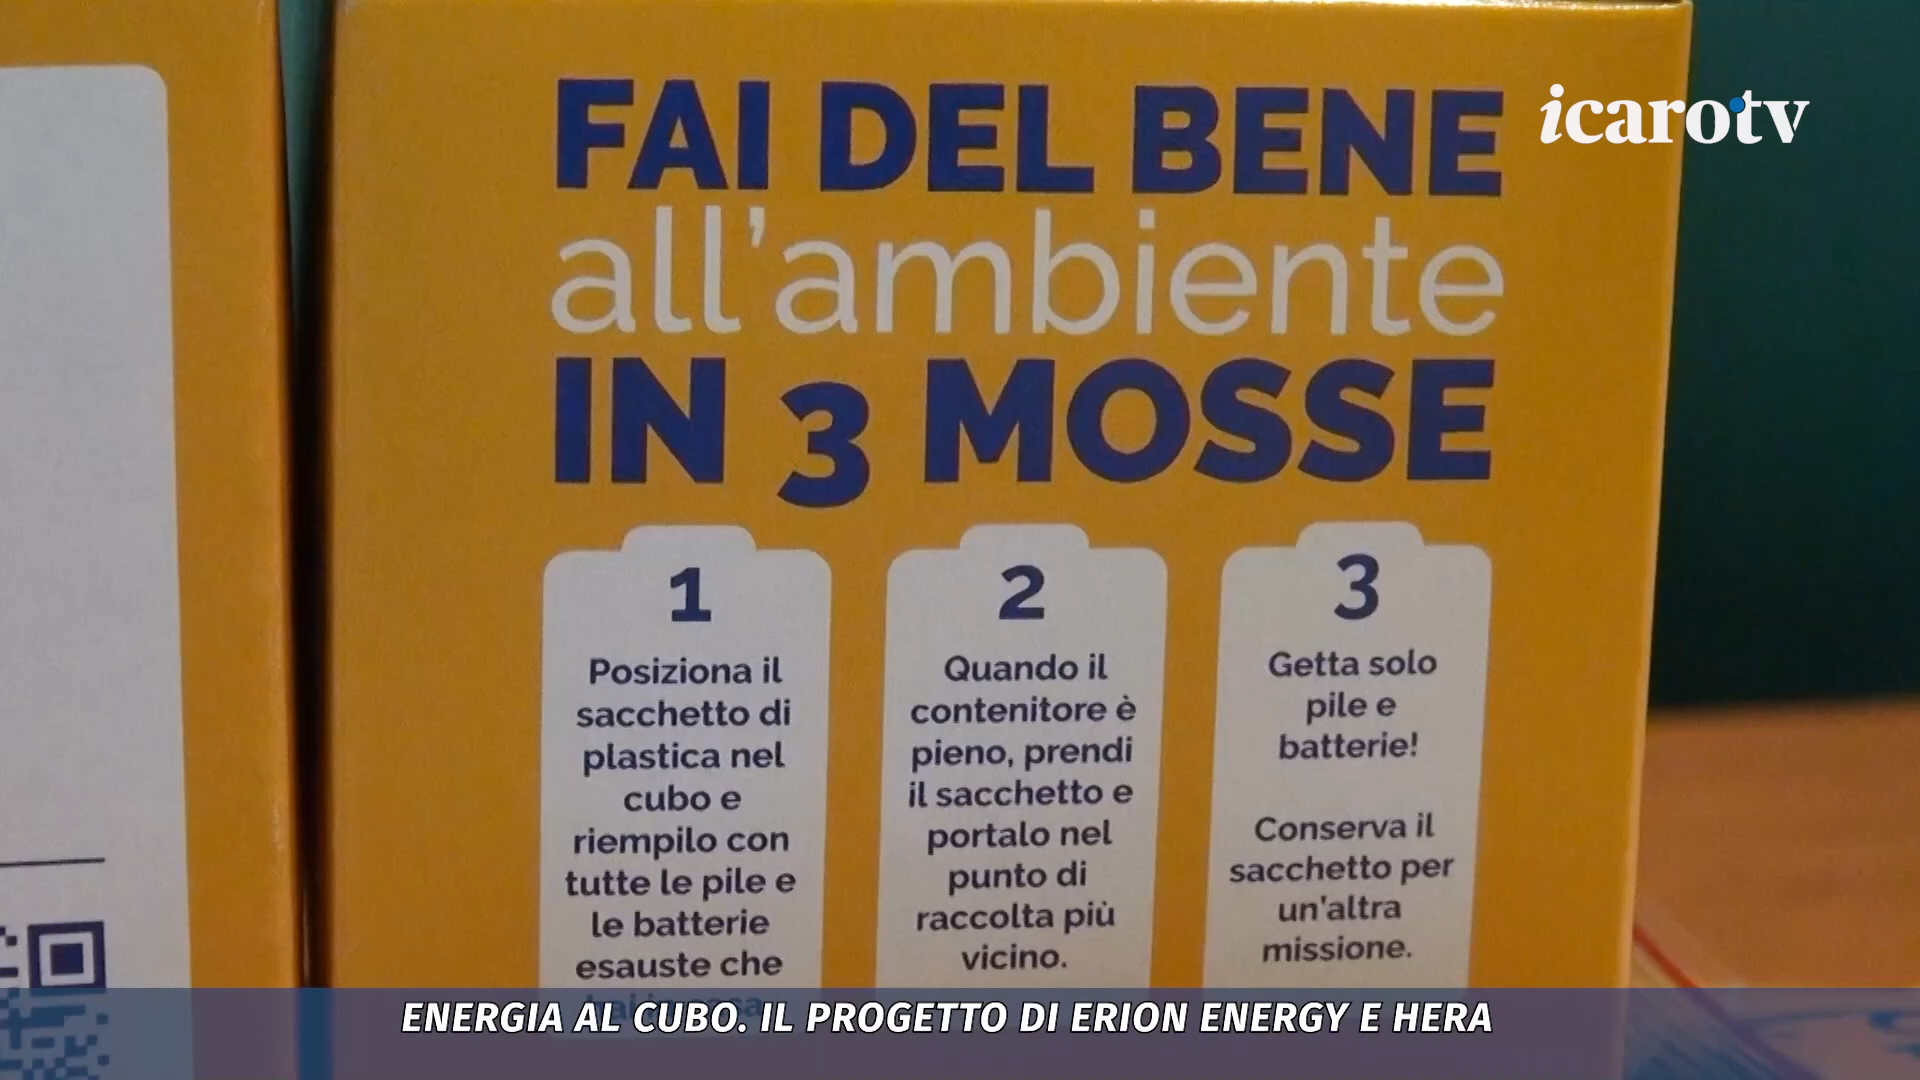 FAI DEL BENE
all'ambiente
IN 3 MOSSE
icarotv
1
Posiziona il
sacchetto di
plastica nel
cubo e
riempilo con
tutte le pile e
le batterie
esauste che
hai in casa.
2
Quando il
contenitore è
pieno, prendi
il sacchetto e
portalo nel
punto di
raccolta più
vicino.
3
Getta solo
pile e
batterie!
Conserva il
sacchetto per
un'altra
missione.
ENERGIA AL CUBO. IL PROGETTO DI ERION ENERGY E HERA